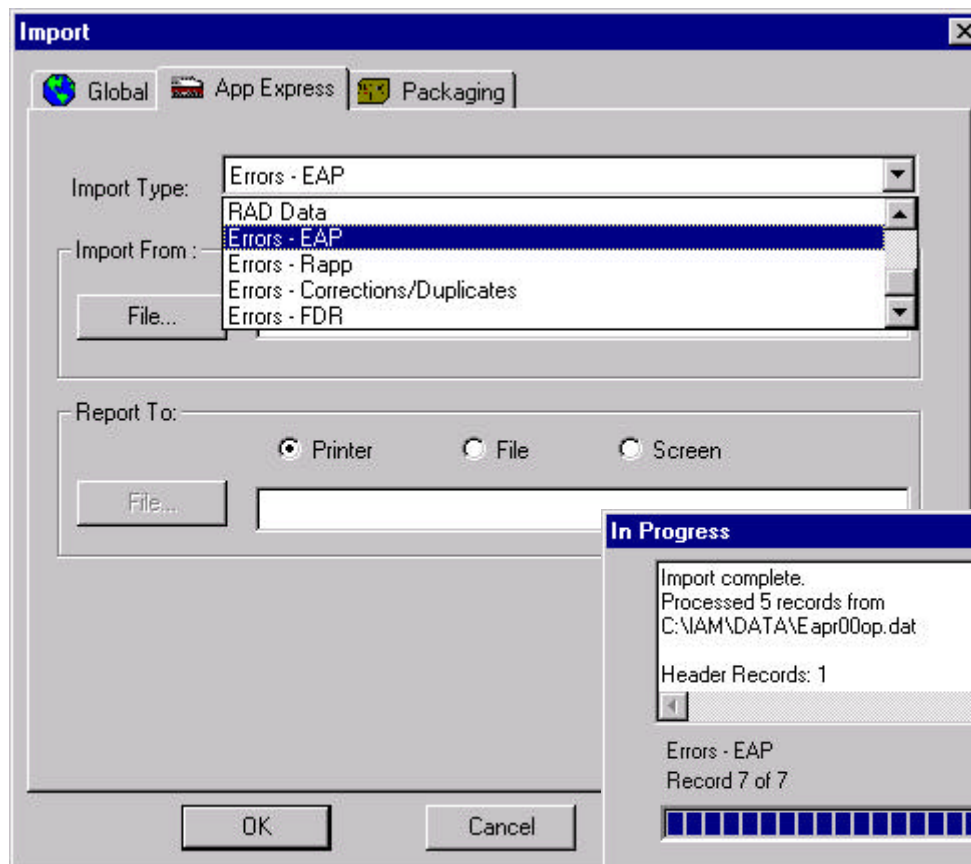 Import
Global App Express Packaging
Import Type: Errors - EAP
RAD Data
Errors - EAP
Errors - Rapp
Errors - Corrections/Duplicates
Errors - FDR
Import From :
File...
Report To:
Printer File Screen
File...
In Progress
Import complete.
Processed 5 records from
C:\IAM\DATA\Eapr00op.dat
Header Records: 1
Errors - EAP
Record 7 of 7
OK Cancel